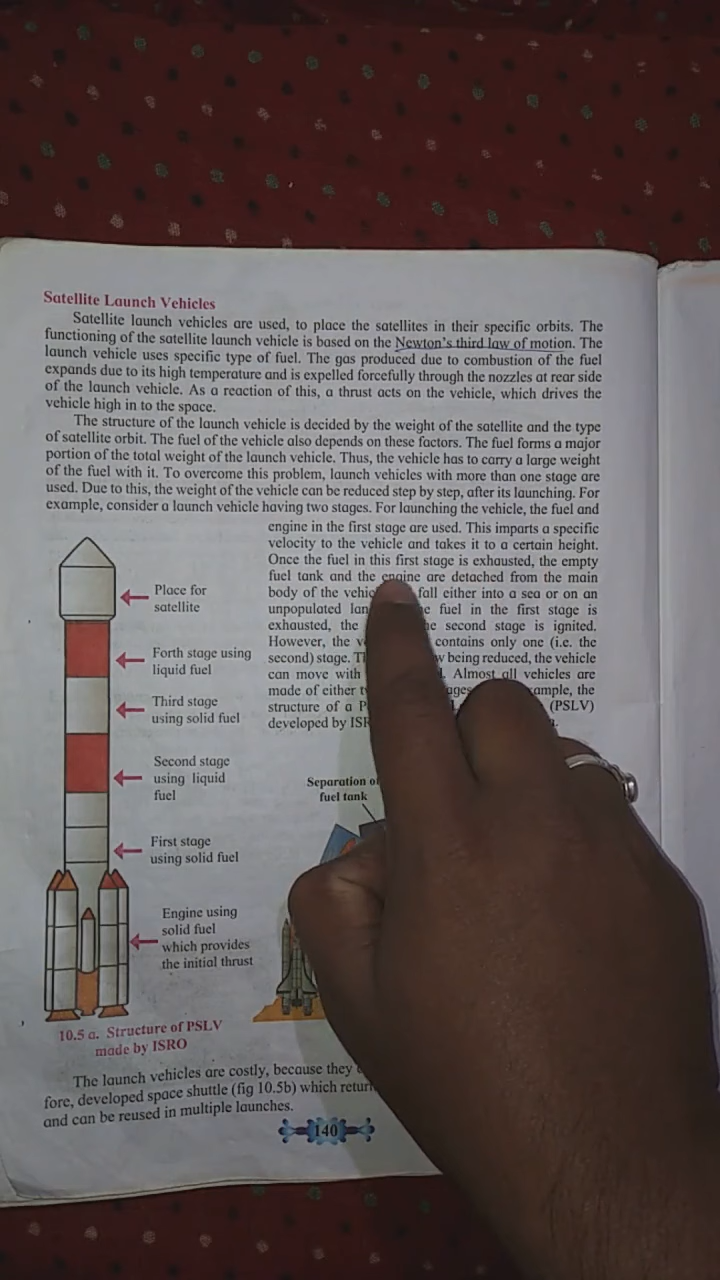 Satellite Launch Vehicles
Satellite launch vehicles are used, to place the satellites in their specific orbits. The
functioning of the satellite launch vehicle is based on the Newton's third law of motion. The
launch vehicle uses specific type of fuel. The gas produced due to combustion of the fuel
expands due to its high temperature and is expelled forcefully through the nozzles at rear side
of the launch vehicle. As a reaction of this, a thrust acts on the vehicle, which drives the
vehicle high in to the space.
The structure of the launch vehicle is decided by the weight of the satellite and the type
of satellite orbit. The fuel of the vehicle also depends on these factors. The fuel forms a major
portion of the total weight of the launch vehicle. Thus, the vehicle has to carry a large weight
of the fuel with it. To overcome this problem, launch vehicles with more than one stage are
used. Due to this, the weight of the vehicle can be reduced step by step, after its launching. For
example, consider a launch vehicle having two stages. For launching the vehicle, the fuel and
engine in the first stage are used. This imparts a specific
velocity to the vehicle and takes it to a certain height.
Once the fuel in this first stage is exhausted, the empty
fuel tank and the engine are detached from the main
body of the fall either into a sea or on an
unpopulated fuel in the first stage is
exhausted, the second stage is ignited.
However, the contains only one (i.e. the
second) stage. being reduced, the vehicle
can move with Almost all vehicles are
made of either the
structure of a (PSLV)
developed by
Place for
satellite
Forth stage using
liquid fuel
Third stage
using solid fuel
Second stage
using liquid
fuel
First stage
using solid fuel
Engine using
solid fuel
which provides
the initial thrust
10.5 a. Structure of PSLV
made by ISRO
Separation
fuel tank
The launch vehicles are costly, because they
fore, developed space shuttle (fig 10.5b) which
and can be reused in multiple launches.
140